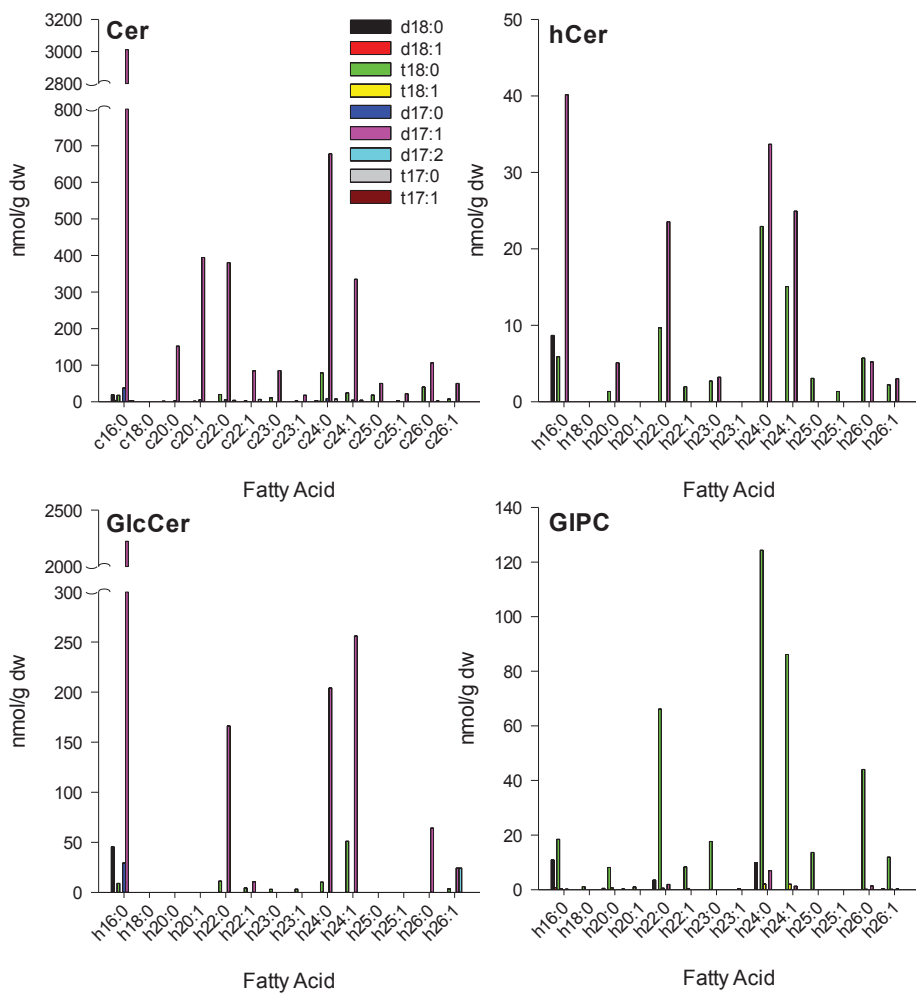 Cer
3200
3000
2800
800
700
600
500
400
300
200
100
0
nmol/g dw
c16:0
c18:0
c20:0
c20:1
c22:0
c22:1
c23:0
c23:1
c24:0
c24:1
c25:0
c25:1
c26:0
c26:1
Fatty Acid
d18:0
d18:1
t18:0
t18:1
d17:0
d17:1
d17:2
t17:0
t17:1
hCer
50
40
30
20
10
0
nmol/g dw
h16:0
h18:0
h20:0
h20:1
h22:0
h22:1
h23:0
h23:1
h24:0
h24:1
h25:0
h25:1
h26:0
h26:1
Fatty Acid
GlcCer
2500
2000
300
250
200
150
100
50
0
nmol/g dw
h16:0
h18:0
h20:0
h20:1
h22:0
h22:1
h23:0
h23:1
h24:0
h24:1
h25:0
h25:1
h26:0
h26:1
Fatty Acid
GIPC
140
120
100
80
60
40
20
0
nmol/g dw
h16:0
h18:0
h20:0
h20:1
h22:0
h22:1
h23:0
h23:1
h24:0
h24:1
h25:0
h25:1
h26:0
h26:1
Fatty Acid